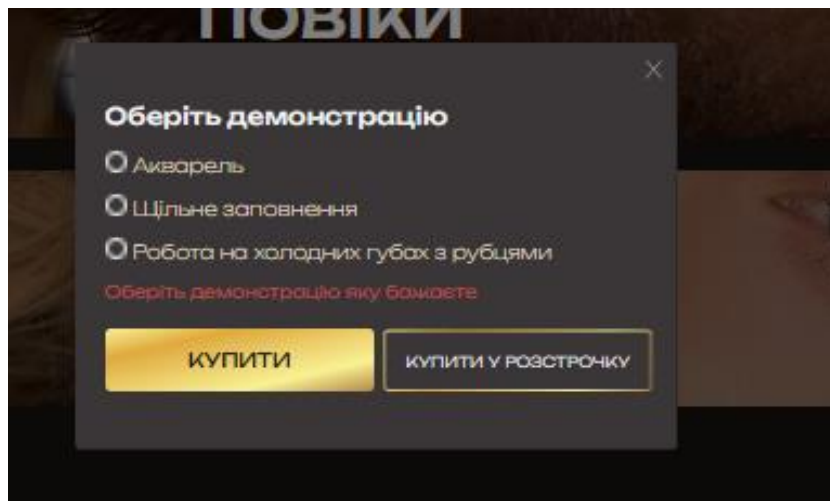 ПОВІКИ
Оберіть демонстрацію
Акварель
Щільне заповнення
Робота на холодних губах з рубцями
Оберіть демонстрацію яку бажаєте
КУПИТИ
КУПИТИ У РОЗСТРОЧКУ